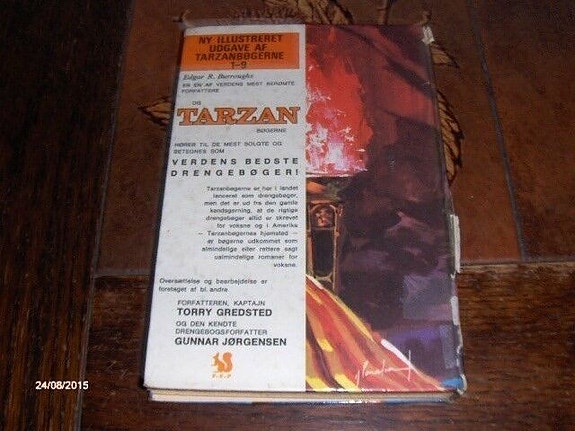 NY ILLUSTRERET
UDGAVE AF
TARZANBØGERNE
1-9
Edgar R. Burroughs
ER EN AF VERDENS MEST BERØMTE
FORFATTERE
OG
TARZAN
BØGERNE
HØRER TIL DE MEST SOLGTE OG
BETEGNES SOM
VERDENS BEDSTE
DRENGEBØGER!
Tarzanbøgerne er her i landet
lanceret som drengebøger,
men det er ud fra den gamle
kendsgerning, at de rigtige
drengebøger altid er skrevet
for voksne og i Amerika
– Tarzanbøgernes hjemsted –
er bøgerne udkommet som
almindelige eller rettere sagt
ualmindelige romaner for
voksne.
Oversættelse og bearbejdelse er
foretaget af bl. andre
FORFATTEREN, KAPTAJN
TORRY GREDSTED
OG DEN KENDTE
DRENGEBOGSFORFATTER
GUNNAR JØRGENSEN
24/08/2015